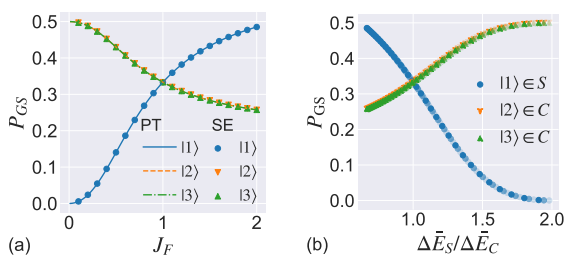 0.5
0.4
0.3
0.2
0.1
0.0
P_GS
PT SE
|1⟩ |1⟩
|2⟩ |2⟩
|3⟩ |3⟩
0 1 2
(a) J_F
0.5
0.4
0.3
0.2
0.1
0.0
P_GS
|1⟩ ∈ S
|2⟩ ∈ C
|3⟩ ∈ C
1.0 1.5 2.0
(b) ΔĒ_S/ΔĒ_C